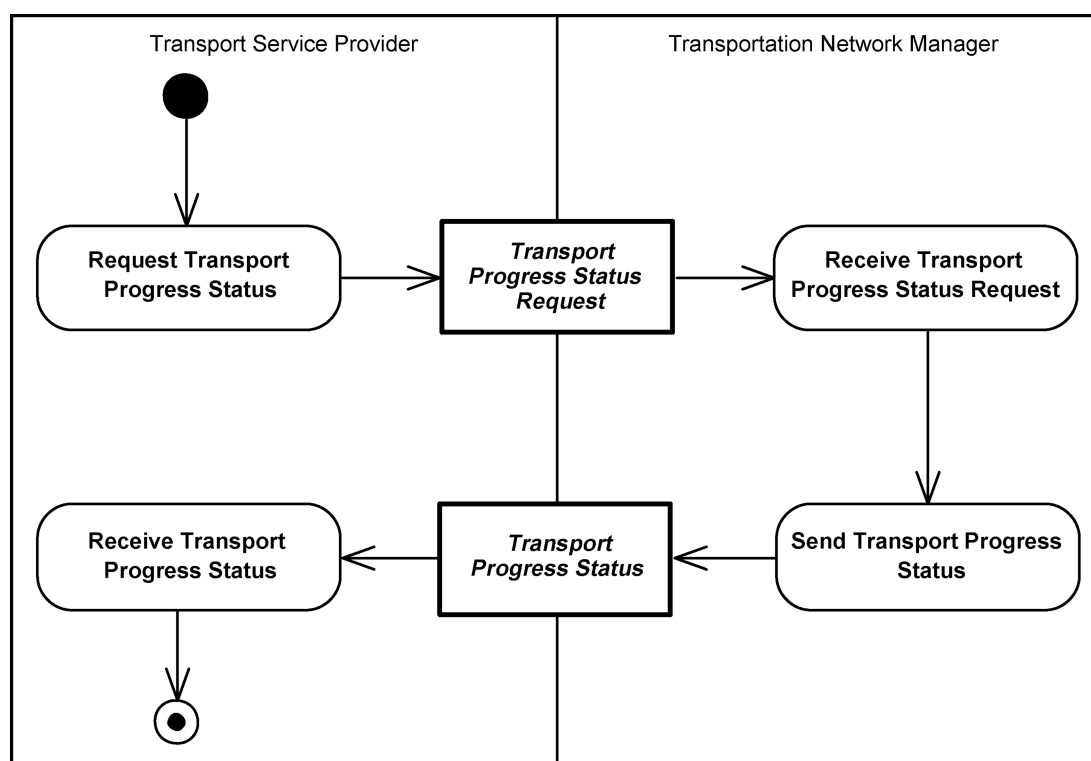 Transport Service Provider
Transportation Network Manager
Request Transport
Progress Status
Transport
Progress Status
Request
Receive Transport
Progress Status Request
Receive Transport
Progress Status
Transport
Progress Status
Send Transport Progress
Status